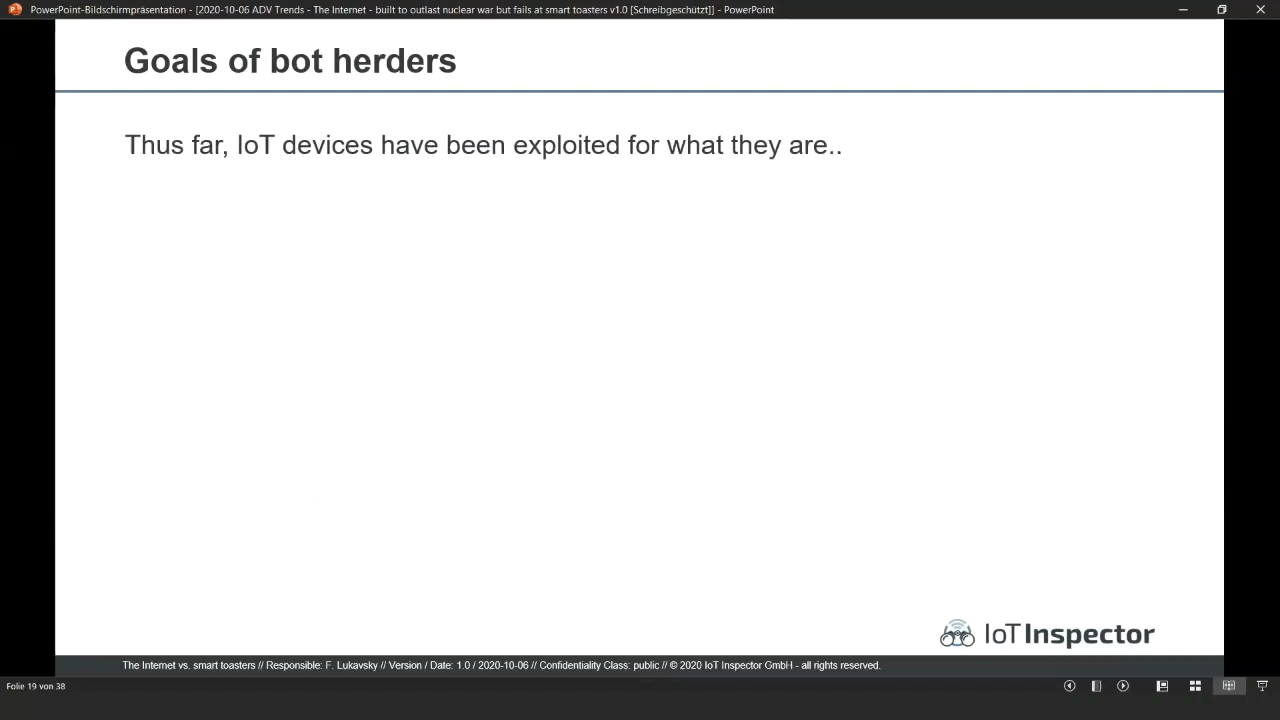 PowerPoint-Bildschirmpräsentation - [2020-10-06 ADV Trends - The Internet - built to outlast nuclear war but fails at smart toasters v1.0 [Schreibgeschützt]] - PowerPoint
Goals of bot herders
Thus far, IoT devices have been exploited for what they are..
IoT Inspector
The Internet vs. smart toasters // Responsible: F. Lukavsky // Version / Date: 1.0 / 2020-10-06 // Confidentiality Class: public // © 2020 IoT Inspector GmbH - all rights reserved.
Folie 19 von 38